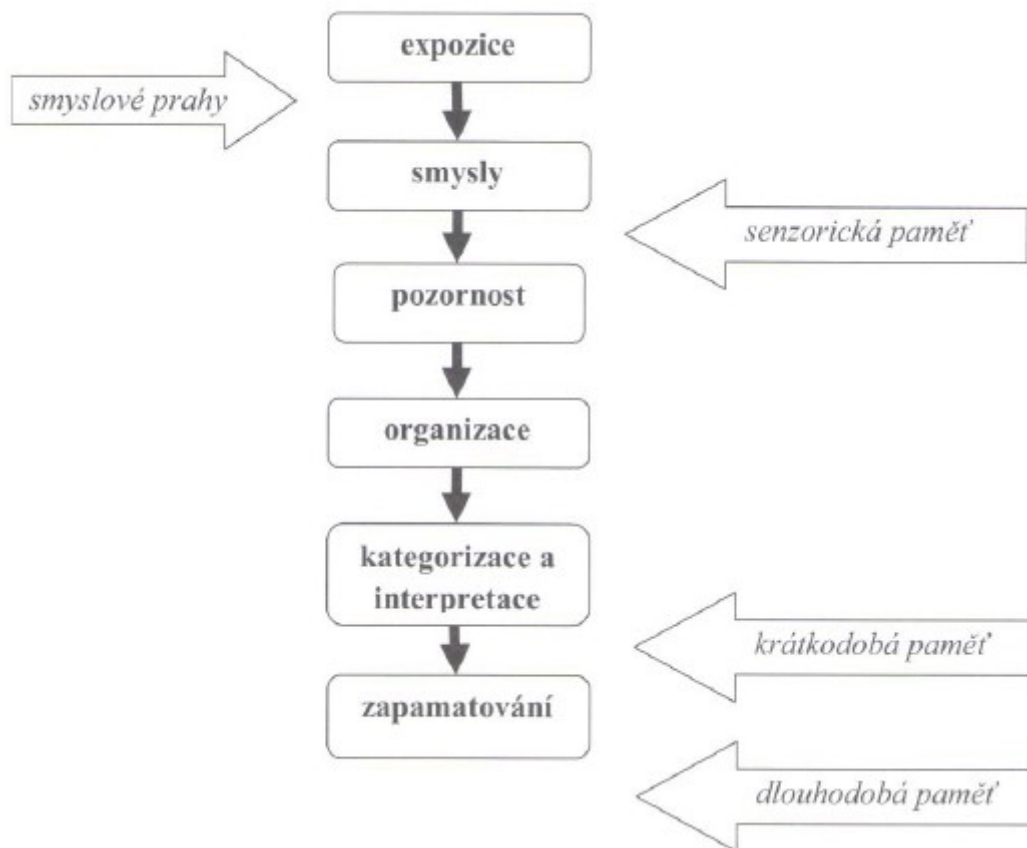 expozice
smyslové prahy
smysly
senzorická paměť
pozornost
organizace
kategorizace a
interpretace
krátkodobá paměť
zapamatování
dlouhodobá paměť